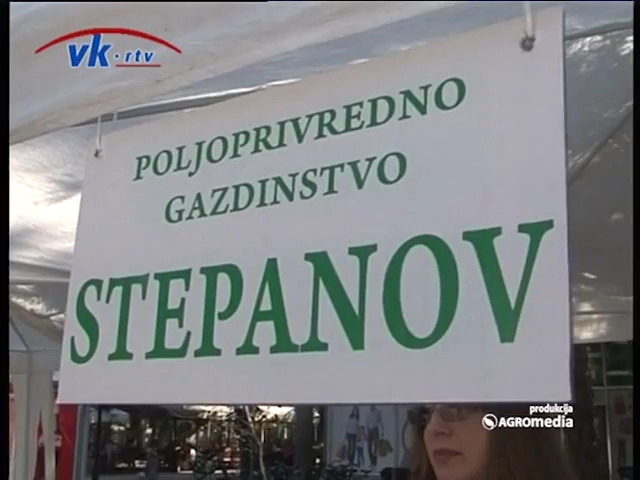 vk·rtv
POLJOPRIVREDNO
GAZDINSTVO
STEPANOV
produkcija
AGROmedia